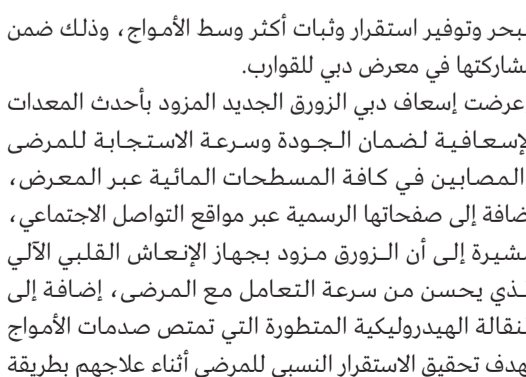 لبحر وتوفير استقرار وثبات أكثر وسط الأمواج، وذلك ضمن
مشاركتها في معرض دبي للقوارب.
عرضت إسعاف دبي الزورق الجديد المزود بأحدث المعدات
لإسعافية لضمان الجودة وسرعة الاستجابة للمرضى
المصابين في كافة المسطحات المائية عبر المعرض،
ضافة إلى صفحاتها الرسمية عبر مواقع التواصل الاجتماعي،
شيرة إلى أن الزورق مزود بجهاز الإنعاش القلبي الآلي
لذي يحسن من سرعة التعامل مع المرضى، إضافة إلى
لنقالة الهيدروليكية المتطورة التي تمتص صدمات الأمواج
هدف تحقيق الاستقرار النسبي للمرضى أثناء علاجهم بطريقة